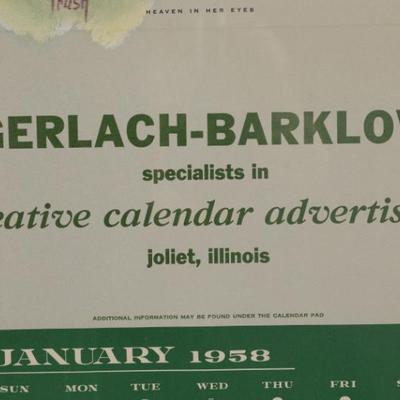 Thrush
HEAVEN IN HER EYES
GERLACH-BARKLOW
specialists in
eative calendar advertis
joliet, illinois
ADDITIONAL INFORMATION MAY BE FOUND UNDER THE CALENDAR PAD
JANUARY 1958
SUN MON TUE WED THU FRI S